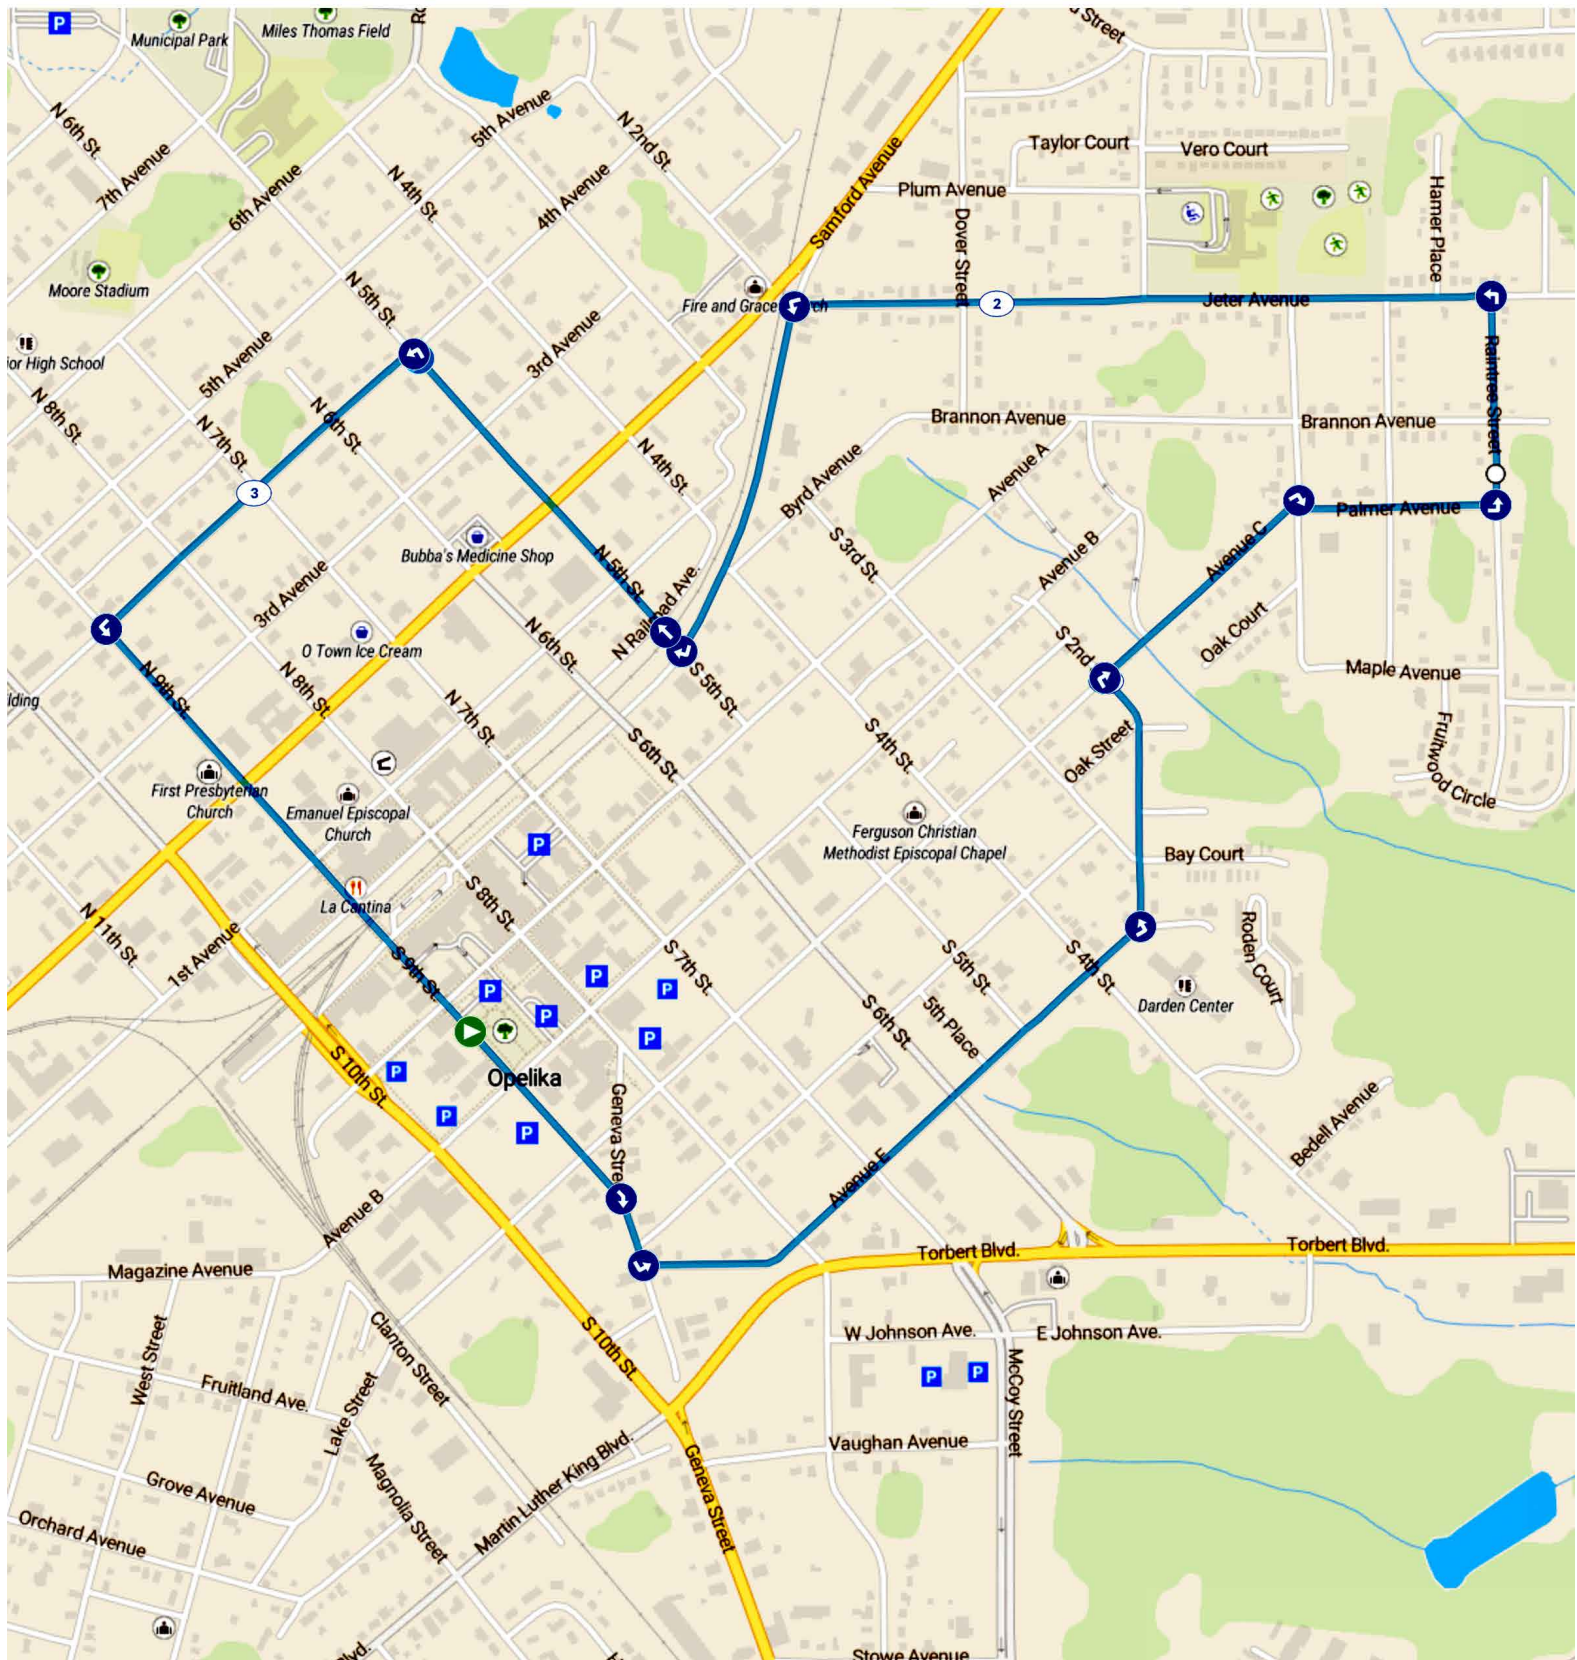 P
Municipal Park
Miles Thomas Field
5th Avenue
N 2nd St.
N 6th St.
7th Avenue
6th Avenue
N 4th St.
4th Avenue
Samford Avenue
Taylor Court
Vero Court
Plum Avenue
Dover Street
Hamer Place
Moore Stadium
N 5th St.
Fire and Grace
2
Jeter Avenue
ior High School
5th Avenue
3rd Avenue
Raintree Street
N 8th St.
N 7th St.
N 6th St.
N 4th St.
Brannon Avenue
Brannon Avenue
Byrd Avenue
Avenue A
3
Palmer Avenue
Bubba's Medicine Shop
N 5th St.
S 3rd St.
Avenue B
Avenue C
3rd Avenue
O Town Ice Cream
N 6th St.
N Railroad Ave.
S 5th St.
S 2nd
Oak Court
Maple Avenue
N 9th St.
N 8th St.
N 7th St.
S 6th St.
S 4th St.
Oak Street
Fruitwood Circle
lding
First Presbyterian
Church
Emanuel Episcopal
Church
P
Ferguson Christian
Methodist Episcopal Chapel
Bay Court
La Cantina
S 8th St.
N 11th St.
1st Avenue
S 9th St.
S 7th St.
S 5th St.
S 4th St.
Roden Court
Darden Center
P
P
P
P
P
S 6th St.
5th Place
S 10th St.
P
Opelika
P
P
Geneva Stre
Bedell Avenue
Avenue E
Avenue B
Torbert Blvd.
Torbert Blvd.
Magazine Avenue
West Street
Clanton Street
S 10th St.
W Johnson Ave.
E Johnson Ave.
P
P
McCoy Street
Fruitland Ave.
Lake Street
Vaughan Avenue
Martin Luther King Blvd.
Geneva Street
Grove Avenue
Magnolia Street
Orchard Avenue
Stowe Avenue
lvd.